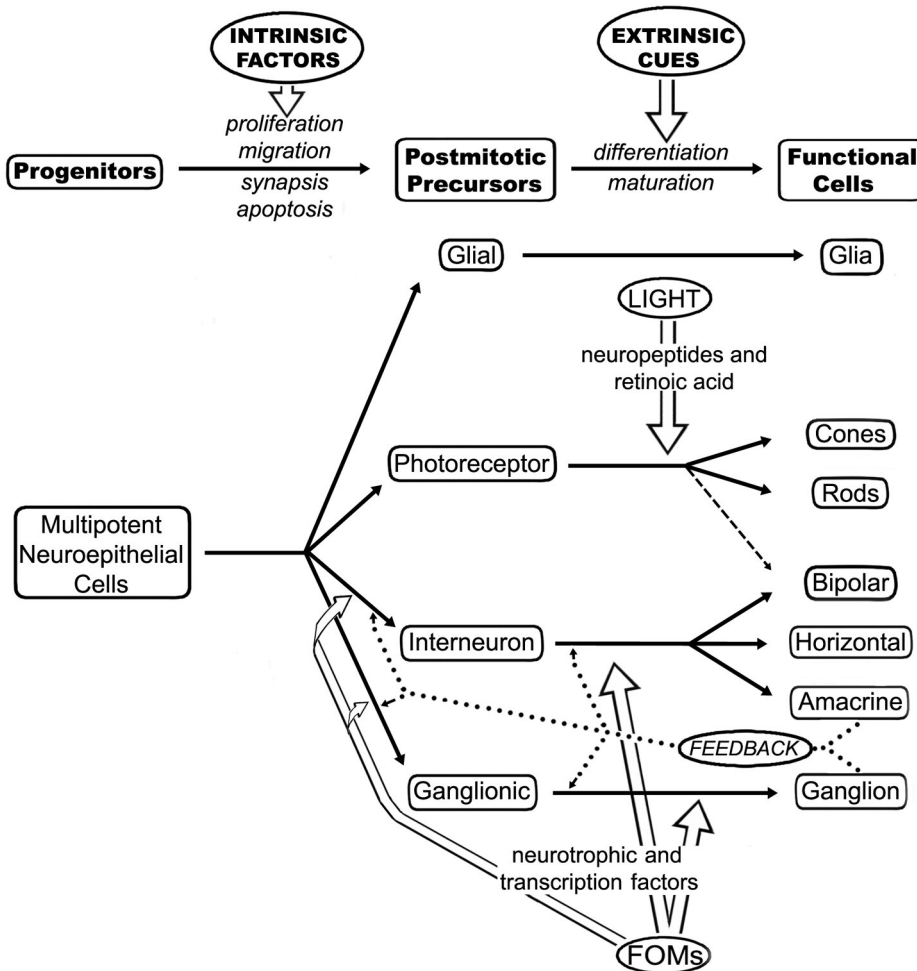 INTRINSIC
FACTORS
EXTRINSIC
CUES
proliferation
migration
synapsis
apoptosis
differentiation
maturation
Progenitors
Postmitotic
Precursors
Functional
Cells
Glial
Glia
LIGHT
neuropeptides and
retinoic acid
Photoreceptor
Cones
Rods
Multipotent
Neuroepithelial
Cells
Bipolar
Interneuron
Horizontal
Amacrine
FEEDBACK
Ganglionic
Ganglion
neurotrophic and
transcription factors
FOMs